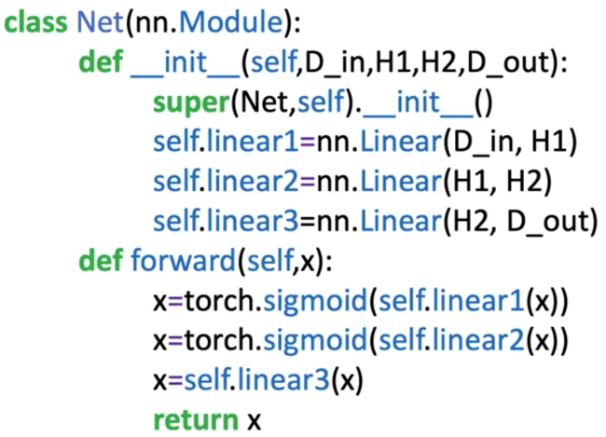 class Net(nn.Module):
    def __init__(self,D_in,H1,H2,D_out):
        super(Net,self).__init__()
        self.linear1=nn.Linear(D_in, H1)
        self.linear2=nn.Linear(H1, H2)
        self.linear3=nn.Linear(H2, D_out)
    def forward(self,x):
        x=torch.sigmoid(self.linear1(x))
        x=torch.sigmoid(self.linear2(x))
        x=self.linear3(x)
        return x